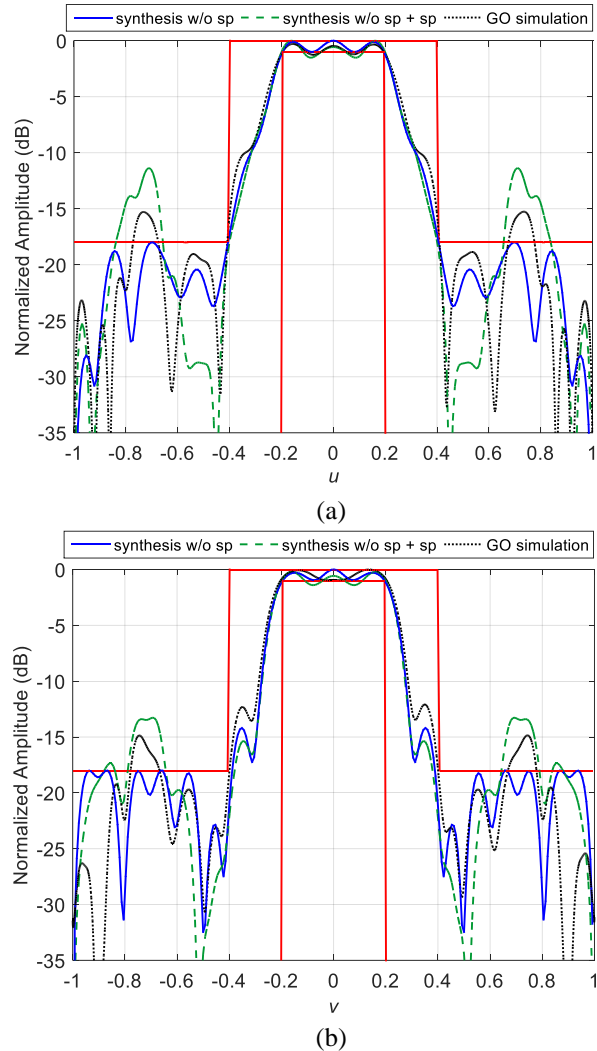 synthesis w/o sp synthesis w/o sp + sp GO simulation
0
-5
-10
-15
-20
-25
-30
-35
Normalized Amplitude (dB)
-1 -0.8 -0.6 -0.4 -0.2 0 0.2 0.4 0.6 0.8 1
u
(a)
synthesis w/o sp synthesis w/o sp + sp GO simulation
0
-5
-10
-15
-20
-25
-30
-35
Normalized Amplitude (dB)
-1 -0.8 -0.6 -0.4 -0.2 0 0.2 0.4 0.6 0.8 1
v
(b)